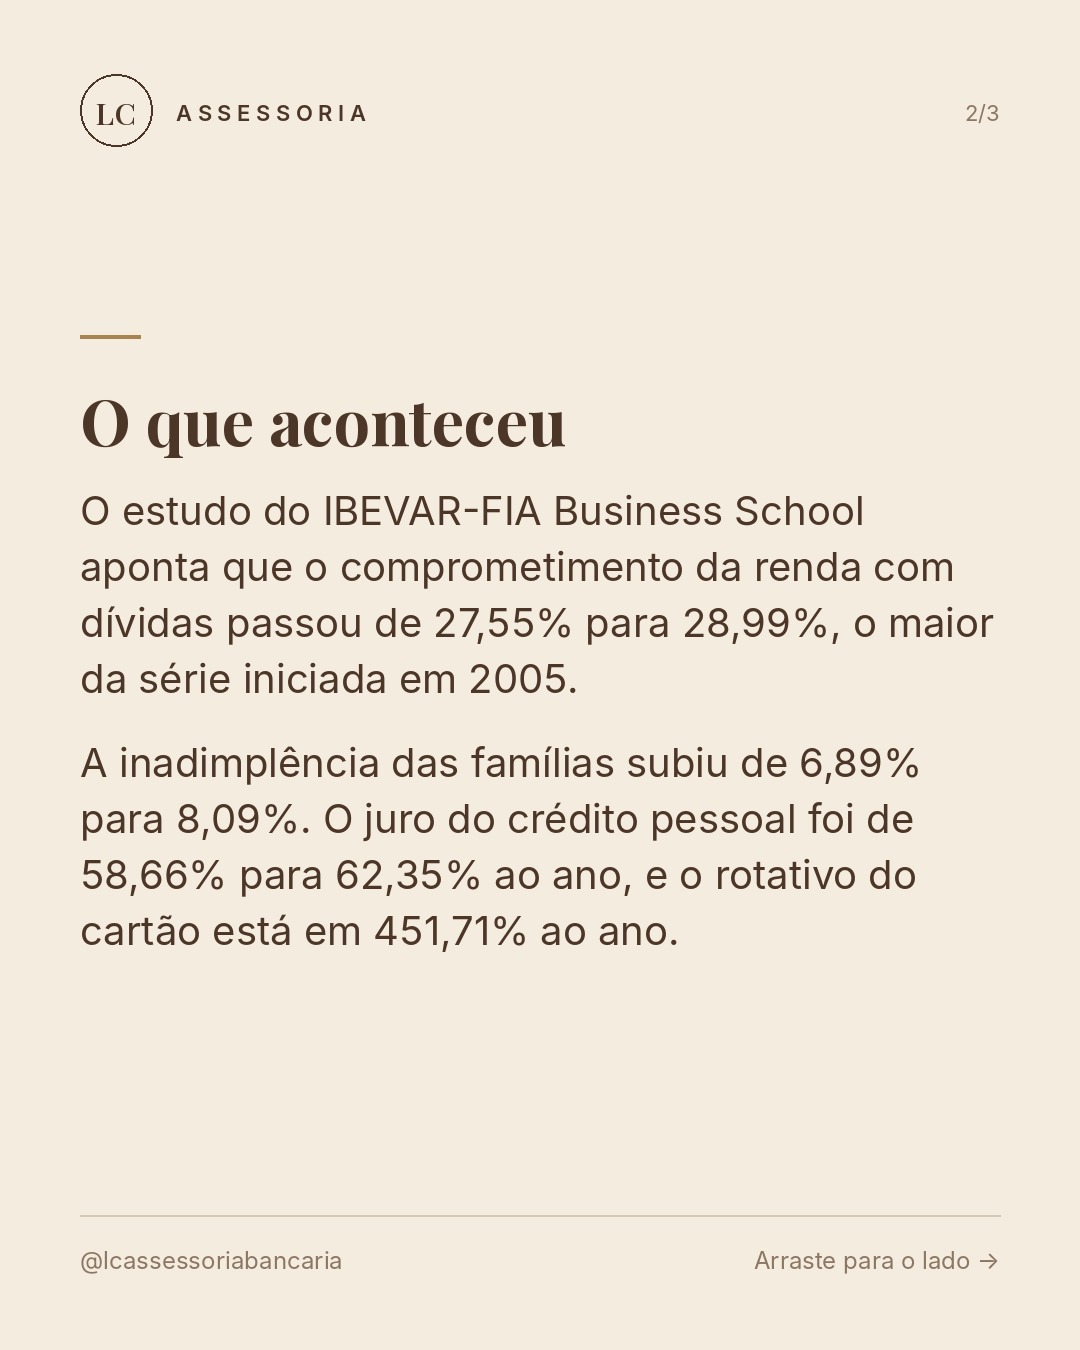 LC ASSESSORIA
2/3
O que aconteceu
O estudo do IBEVAR-FIA Business School
aponta que o comprometimento da renda com
dívidas passou de 27,55% para 28,99%, o maior
da série iniciada em 2005.
A inadimplência das famílias subiu de 6,89%
para 8,09%. O juro do crédito pessoal foi de
58,66% para 62,35% ao ano, e o rotativo do
cartão está em 451,71% ao ano.
@lcassessoriabancaria
Arraste para o lado →